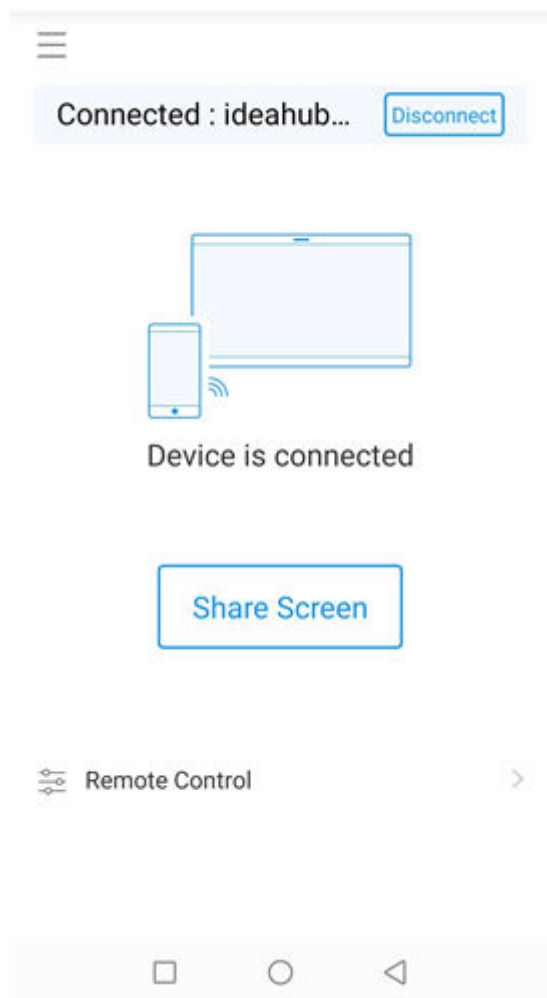 Connected : ideahub... Disconnect
Device is connected
Share Screen
Remote Control